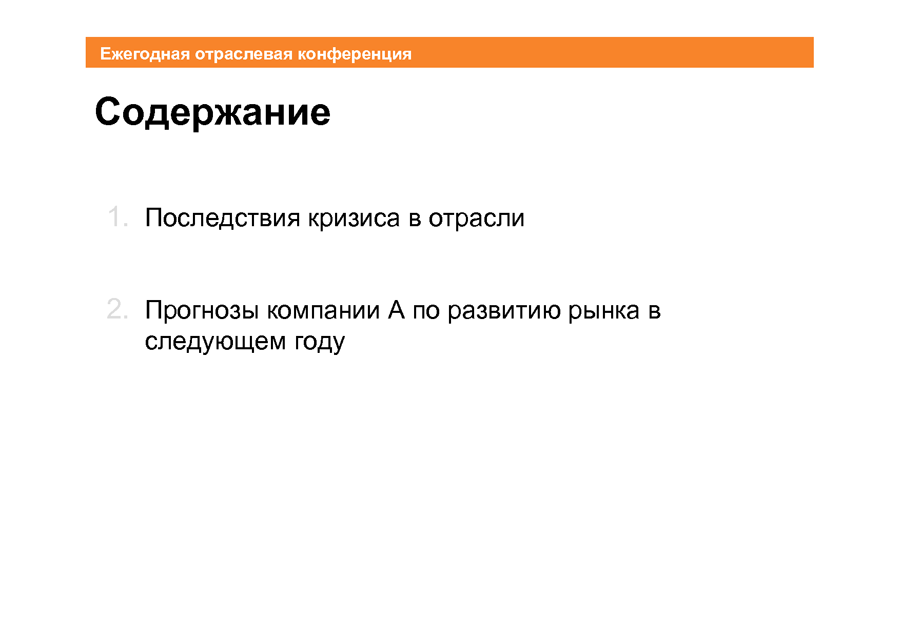 Ежегодная отраслевая конференция
Содержание
1. Последствия кризиса в отрасли
2. Прогнозы компании А по развитию рынка в
следующем году